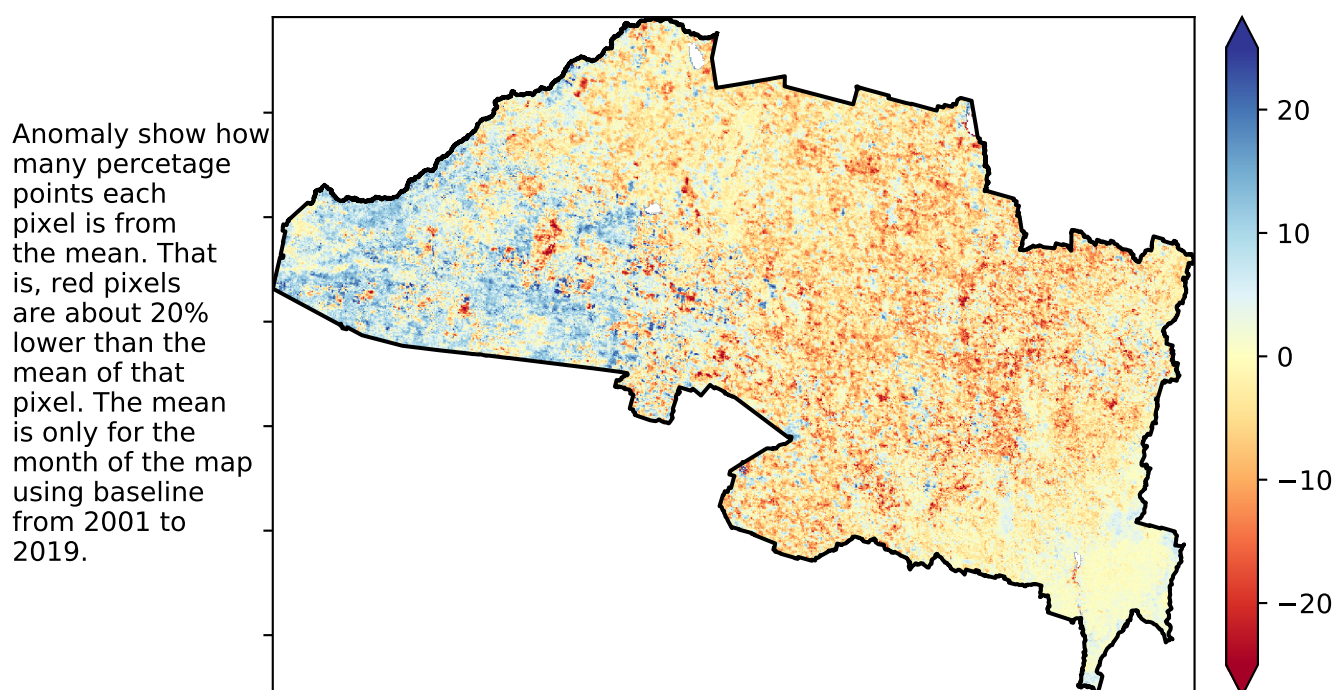 Anomaly show how
many percetage
points each
pixel is from
the mean. That
is, red pixels
are about 20%
lower than the
mean of that
pixel. The mean
is only for the
month of the map
using baseline
from 2001 to
2019.
20
10
0
−10
−20